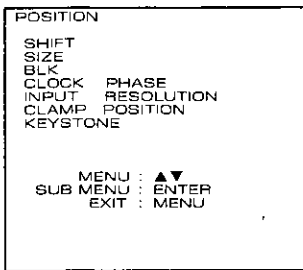 POSITION
SHIFT
SIZE
BLK
CLOCK PHASE
INPUT RESOLUTION
CLAMP POSITION
KEYSTONE
MENU : ▲▼
SUB MENU : ENTER
EXIT : MENU